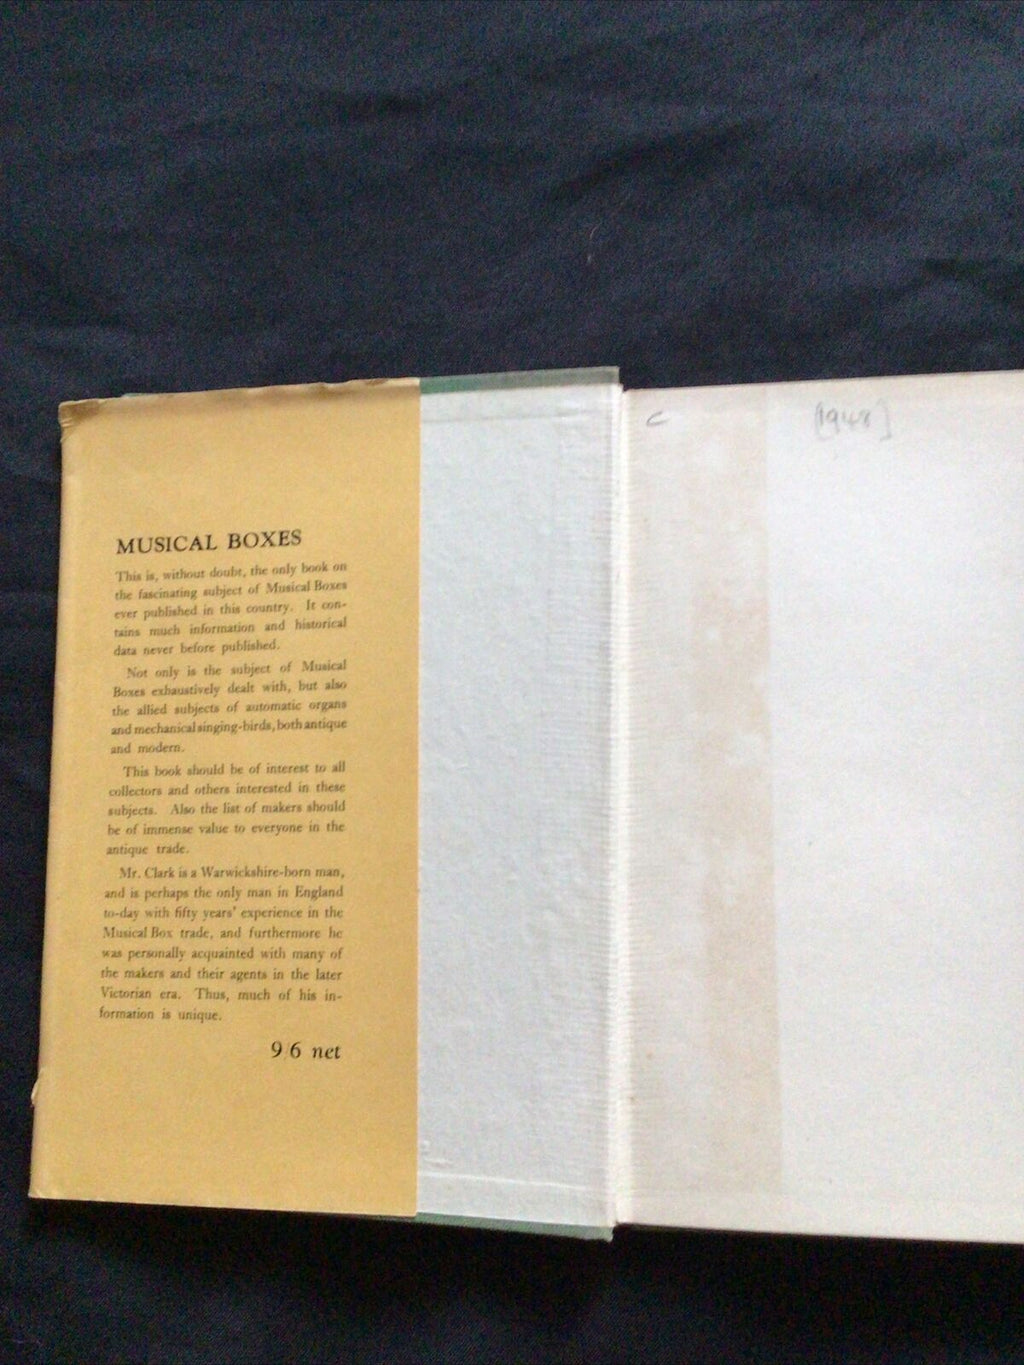 MUSICAL BOXES
This is, without doubt, the only book on
the fascinating subject of Musical Boxes
ever published in this country. It con-
tains much information and historical
data never before published.
Not only is the subject of Musical
Boxes exhaustively dealt with, but also
the allied subjects of automatic organs
and mechanical singing-birds, both antique
and modern.
This book should be of interest to all
collectors and others interested in these
subjects. Also the list of makers should
be of immense value to everyone in the
antique trade.
Mr. Clark is a Warwickshire-born man,
and is perhaps the only man in England
to-day with fifty years' experience in the
Musical Box trade, and furthermore he
was personally acquainted with many of
the makers and their agents in the later
Victorian era. Thus, much of his in-
formation is unique.
9/6 net
c [1948]